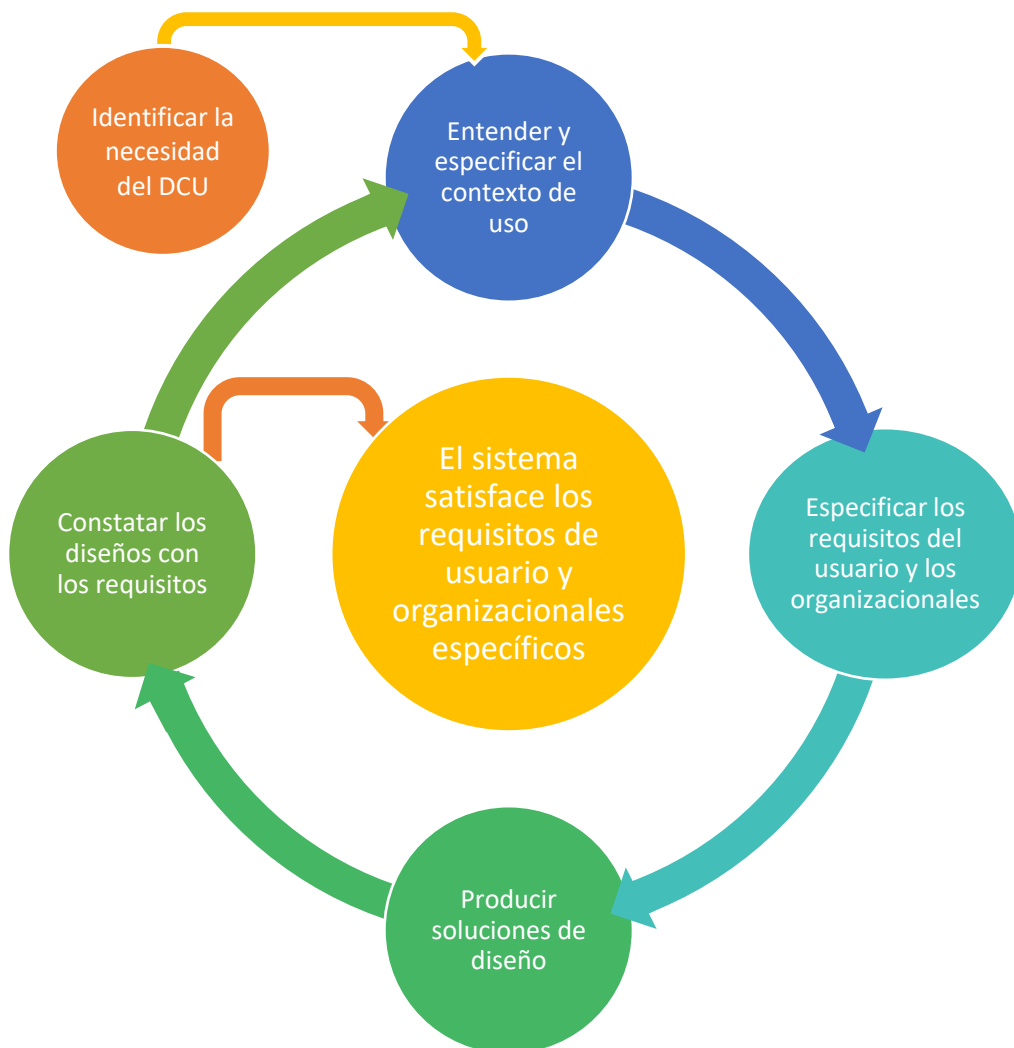 Identificar la
necesidad
del DCU
Entender y
especificar el
contexto de
uso
Especificar los
requisitos del
usuario y los
organizacionales
Producir
soluciones de
diseño
Constatar los
diseños con
los requisitos
El sistema
satisface los
requisitos de
usuario y
organizacionales
específicos